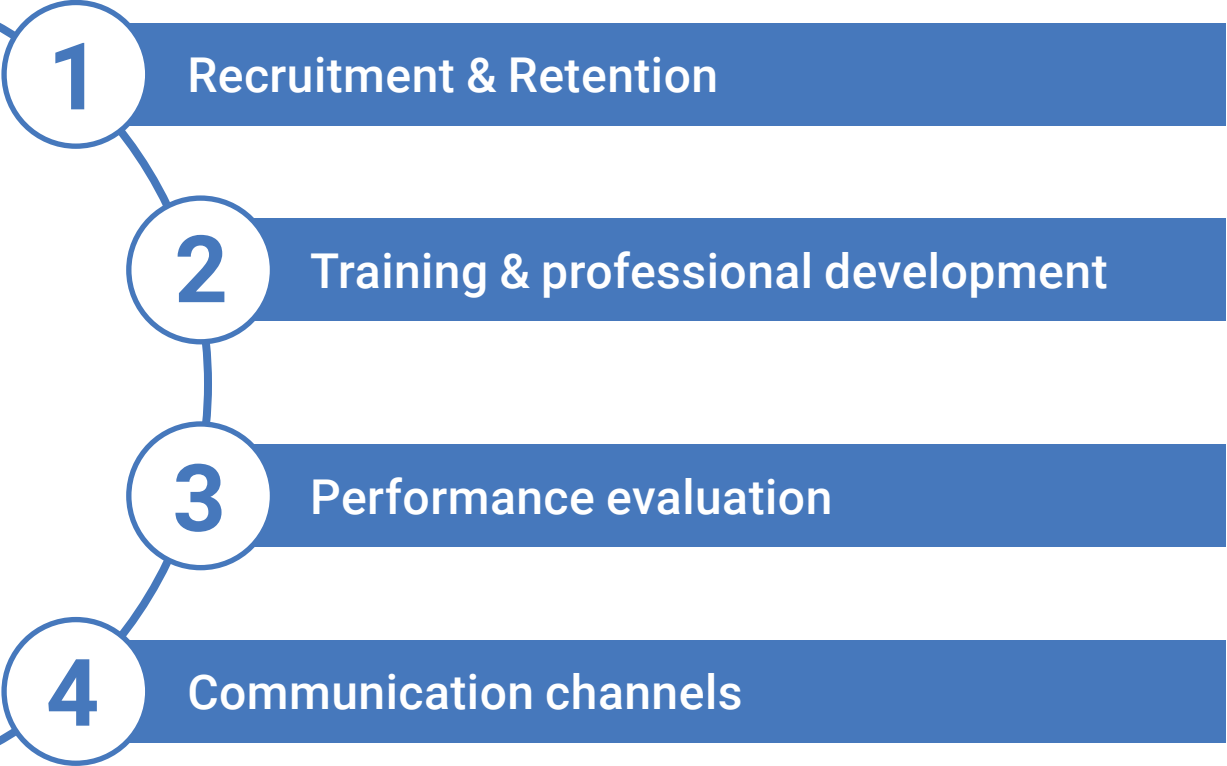 1
Recruitment & Retention
2
Training & professional development
3
Performance evaluation
4
Communication channels